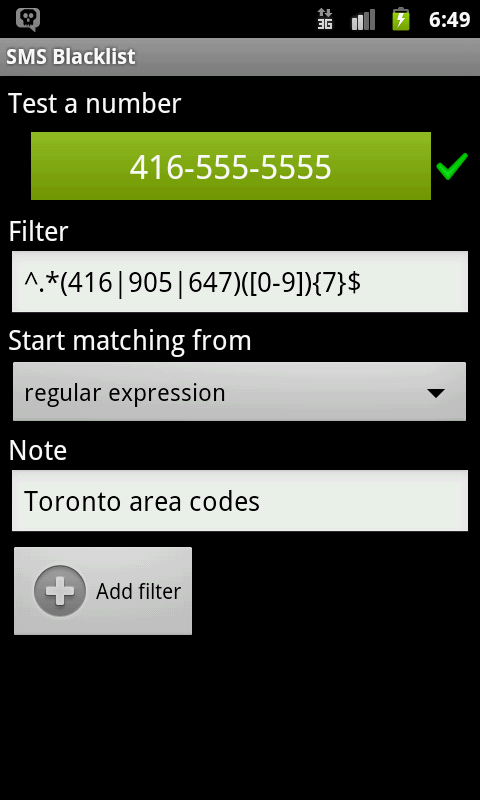 3G 6:49
SMS Blacklist
Test a number
416-555-5555
Filter
^.*(416|905|647)([0-9]){7}$
Start matching from
regular expression
Note
Toronto area codes
Add filter